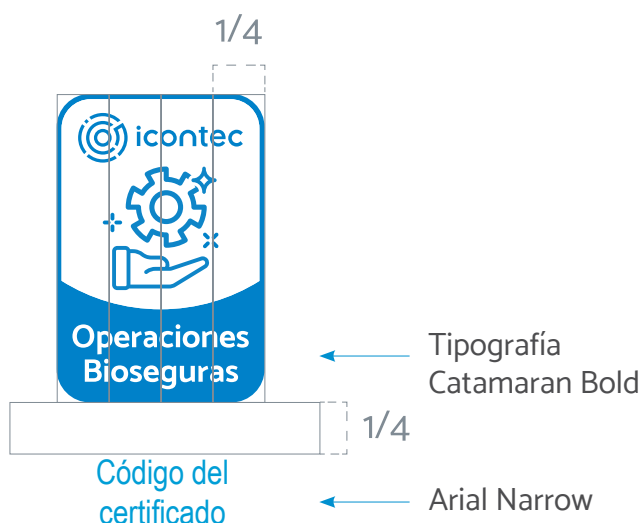 1/4
icontec
Operaciones
Bioseguras
Tipografía
Catamaran Bold
1/4
Código del
certificado
Arial Narrow